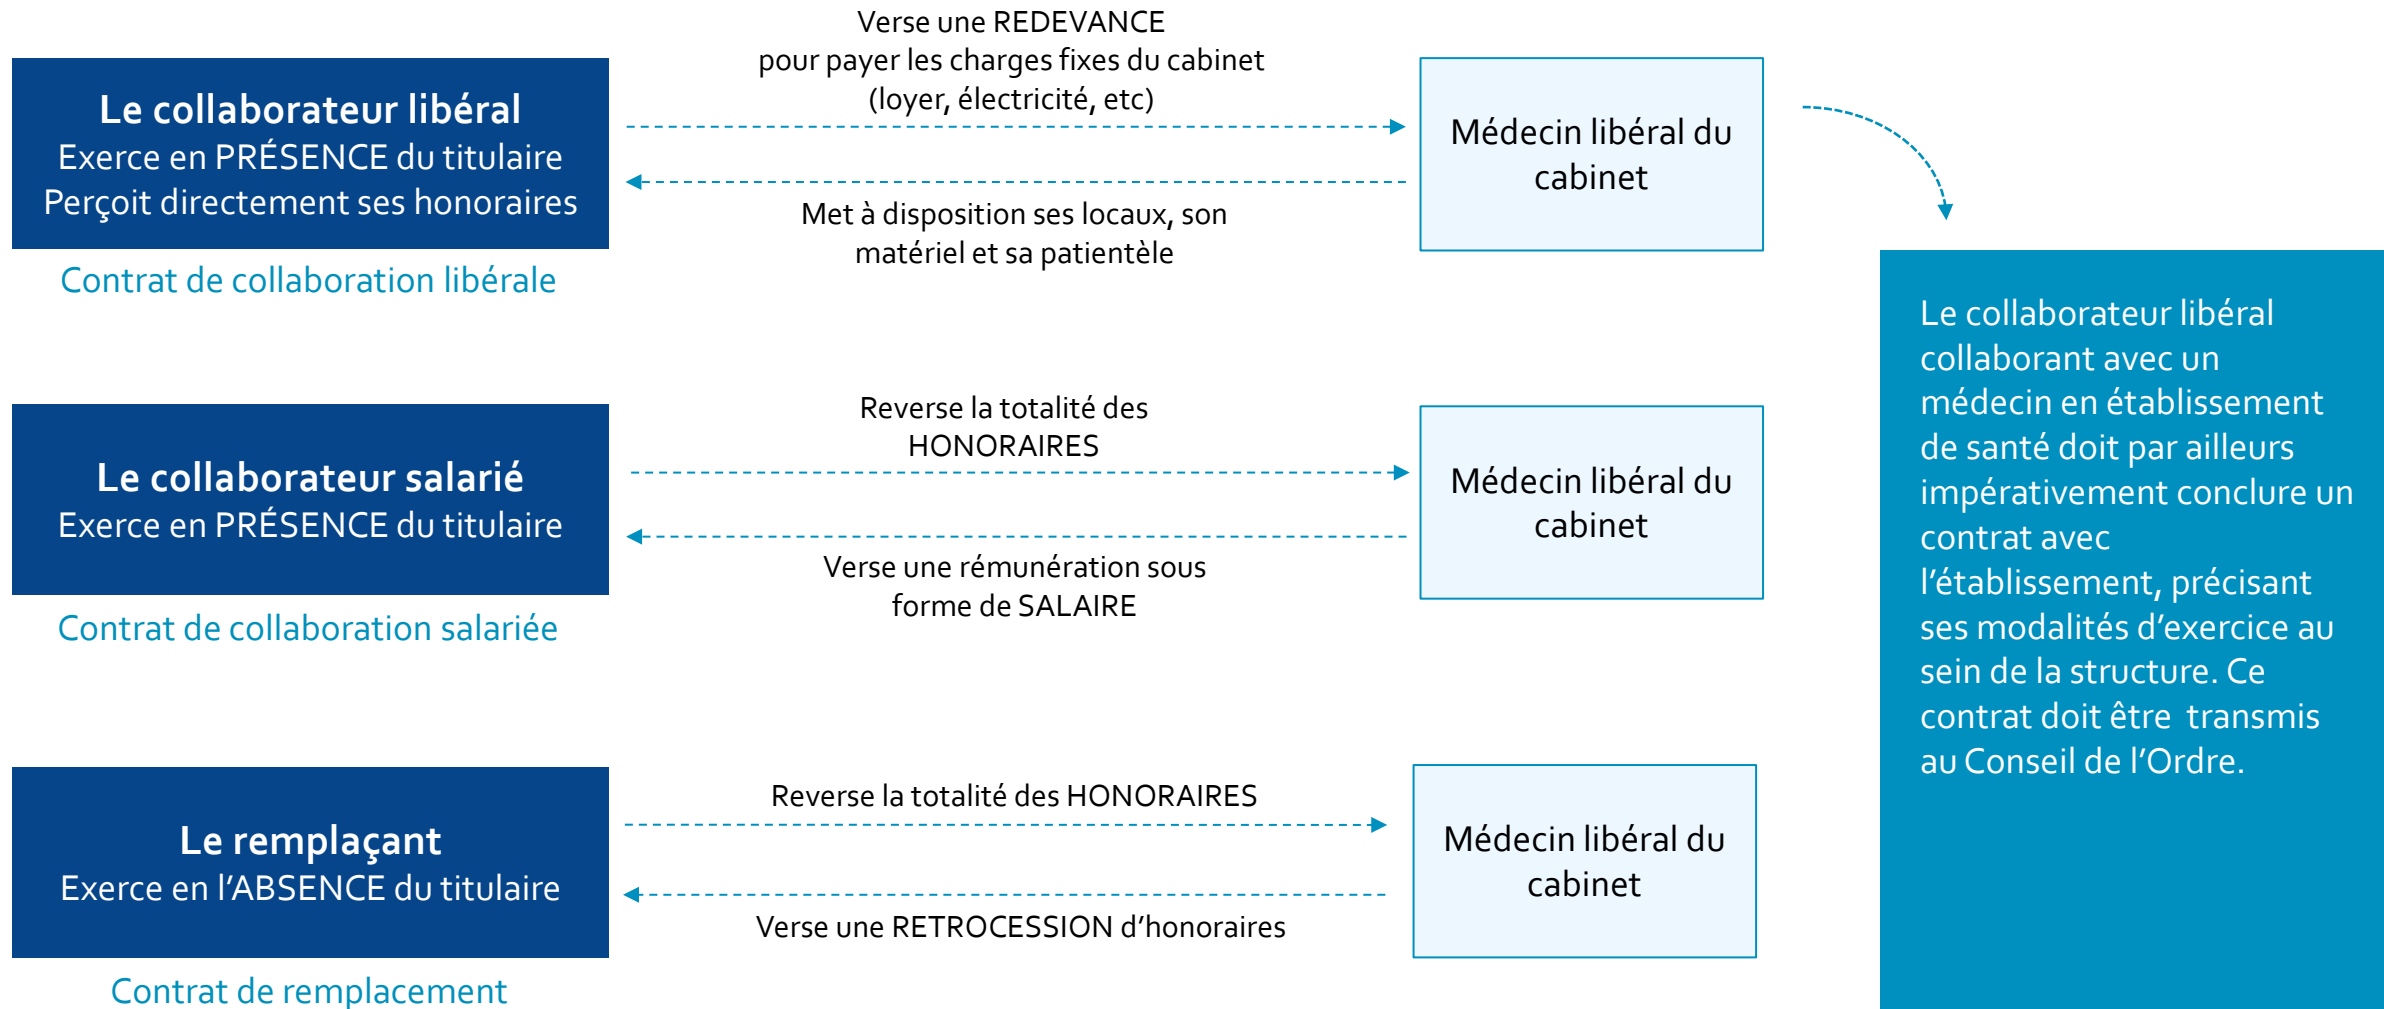 Verse une REDEVANCE
pour payer les charges fixes du cabinet
(loyer, électricité, etc)
Le collaborateur libéral
Exerce en PRÉSENCE du titulaire
Perçoit directement ses honoraires
Médecin libéral du
cabinet
Met à disposition ses locaux, son
matériel et sa patientèle
Contrat de collaboration libérale
Reverse la totalité des
HONORAIRES
Le collaborateur salarié
Exerce en PRÉSENCE du titulaire
Médecin libéral du
cabinet
Verse une rémunération sous
forme de SALAIRE
Contrat de collaboration salariée
Reverse la totalité des HONORAIRES
Le remplaçant
Exerce en l’ABSENCE du titulaire
Médecin libéral du
cabinet
Verse une RETROCESSION d’honoraires
Contrat de remplacement
Le collaborateur libéral
collaborant avec un
médecin en établissement
de santé doit par ailleurs
impérativement conclure un
contrat avec
l’établissement, précisant
ses modalités d’exercice au
sein de la structure. Ce
contrat doit être  transmis
au Conseil de l’Ordre.